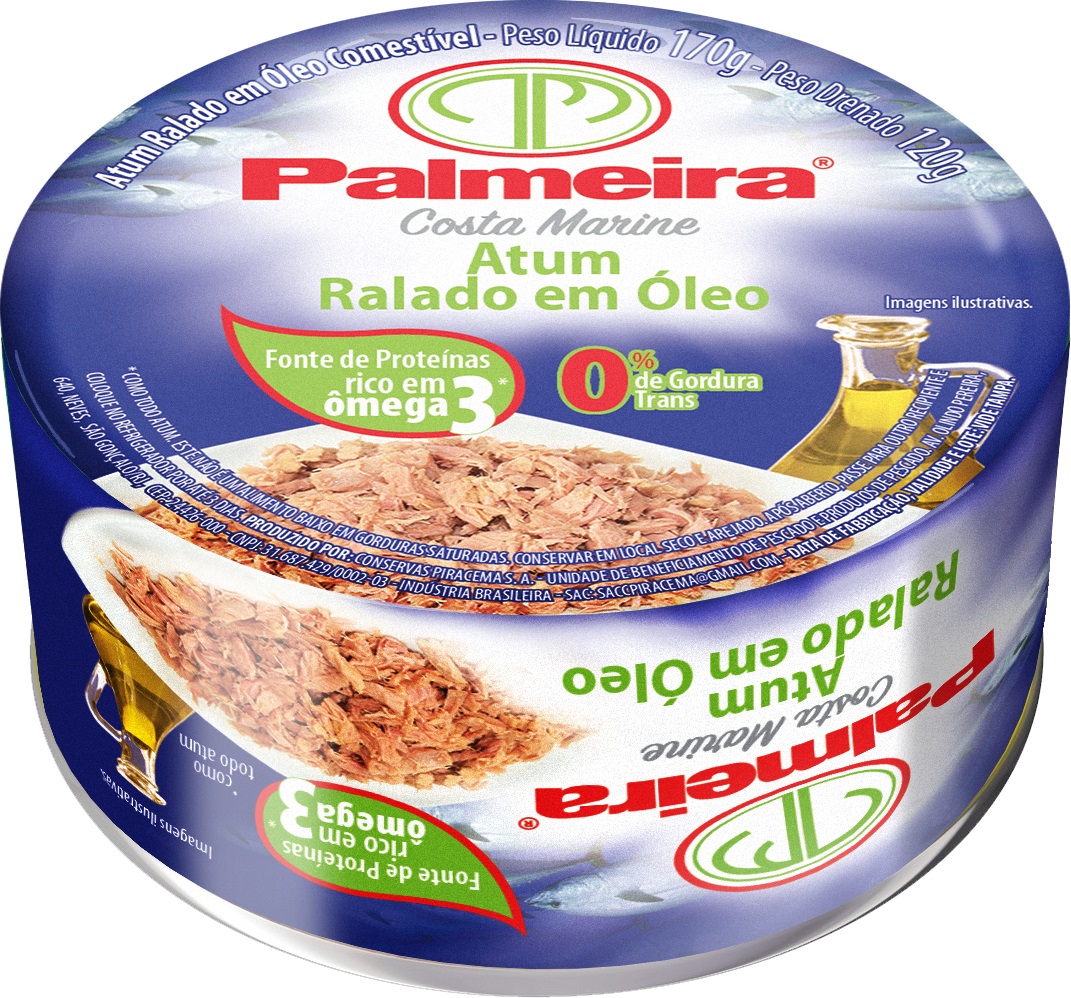 Atum Ralado em Óleo Comestível - Peso Líquido 170g - Peso Drenado 120g
Palmeira®
Costa Marine
Atum
Ralado em Óleo
Imagens ilustrativas.
Fonte de Proteínas
rico em
ômega 3*
0%
de Gordura
Trans
*COMO TODO ATUM. ESTE NÃO É UM ALIMENTO BAIXO EM GORDURAS SATURADAS. CONSERVAR EM LOCAL SECO E AREJADO. APÓS ABERTO, PASSE PARA OUTRO RECIPIENTE E
COLOQUE NO REFRIGERADOR POR ATÉ 3 DIAS. PRODUZIDO POR: CONSERVAS PIRACEMA S. A. - UNIDADE DE BENEFICIAMENTO DE PESCADO E PRODUTOS DE PESCADO AV. OLINDO PEREIRA,
640, NEVES, SÃO GONÇALO/RJ, CEP: 24426-000 - CNPJ: 31.687.429/0002-03 - INDÚSTRIA BRASILEIRA - SAC: SACCPIRACEMA@GMAIL.COM - DATA DE FABRICAÇÃO, VALIDADE E LOTE: VIDE TAMPA.
Palmeira®
Costa Marine
Atum
Ralado em Óleo
Fonte de Proteínas
rico em
ômega 3*
* como
todo atum
Imagens ilustrativas.